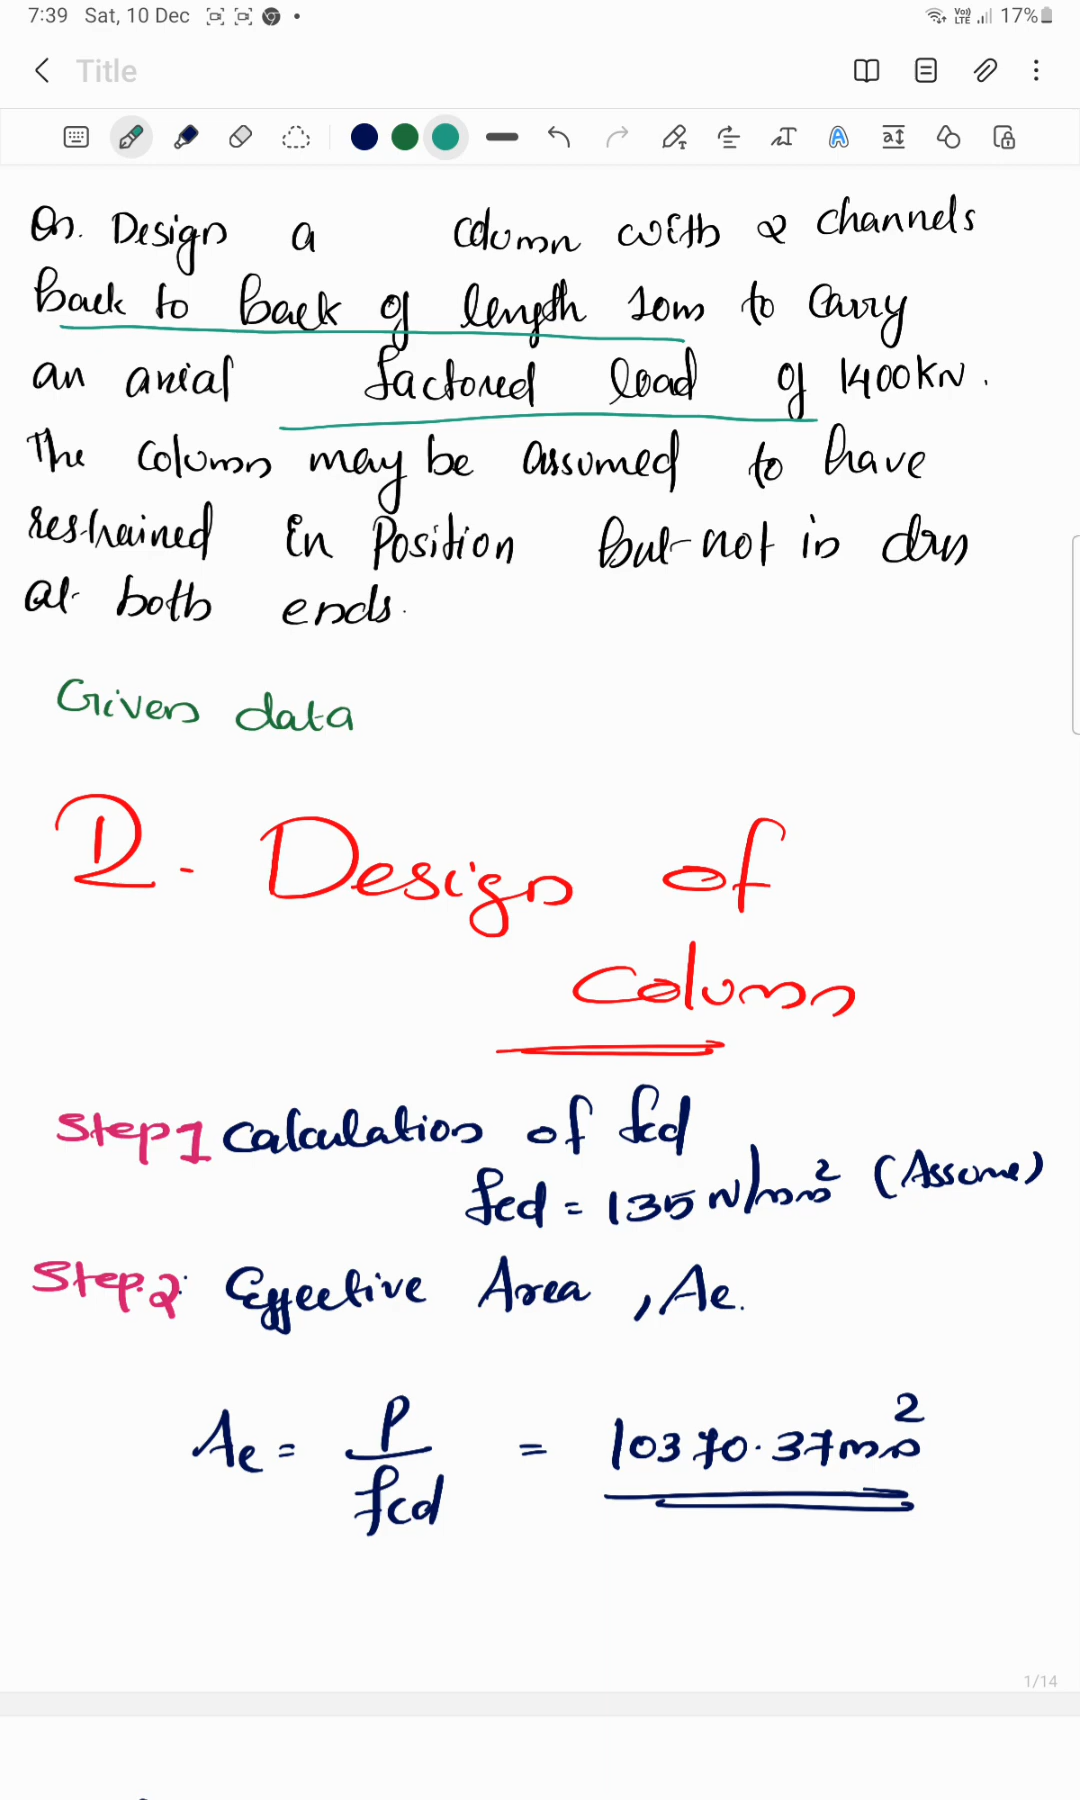 7:39 Sat, 10 Dec 17%
Title
Qn. Design a column with 2 channels
back to back of length 10m to carry
an axial factored load of 1400KN.
The column may be assumed to have
restrained in Position but not in dxn
at both ends.
Given data
D. Design of
column
Step1 Calculation of fcd
fcd = 135 N/mm² (Assume)
Step.2: Effective Area, Ae.
Ae = P/fcd = 10370.37mm²
1/14